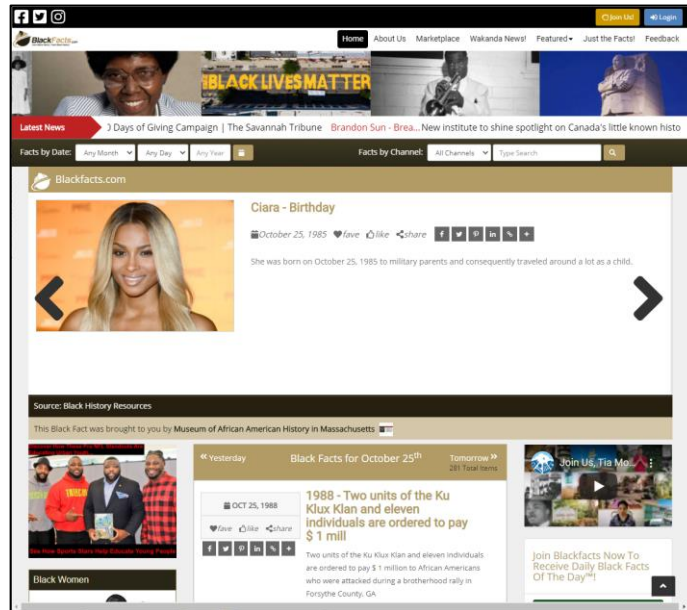 Join Us!
Login
BlackFacts.com
Home About Us Marketplace Wakanda News! Featured Just the Facts! Feedback
BLACK LIVES MATTER
Latest News
0 Days of Giving Campaign | The Savannah Tribune Brandon Sun - Brea... New institute to shine spotlight on Canada's little known histo
Facts by Date: Any Month Any Day Any Year Facts by Channel: All Channels Type Search
Blackfacts.com
Ciara - Birthday
October 25, 1985 fave like share
She was born on October 25, 1985 to military parents and consequently traveled around a lot as a child.
Source: Black History Resources
This Black Fact was brought to you by Museum of African American History in Massachusetts
See How Sports Stars Help Educate Young People
Black Women
« Yesterday Black Facts for October 25th Tomorrow »
281 Total Items
OCT 25, 1988
fave like share
1988 - Two units of the Ku
Klux Klan and eleven
individuals are ordered to pay
$ 1 mill
Two units of the Ku Klux Klan and eleven individuals
are ordered to pay $ 1 million to African Americans
who were attacked during a brotherhood rally in
Forsythe County, GA
Join Us, Tia Mo...
Join Blackfacts Now To
Receive Daily Black Facts
Of The Day™!